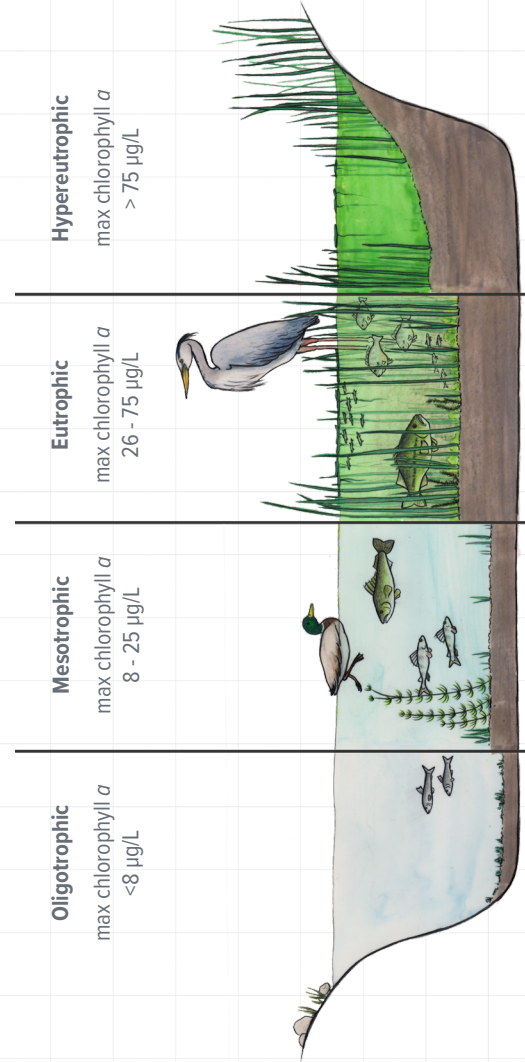 Oligotrophic
max chlorophyll a
<8 µg/L
Mesotrophic
max chlorophyll a
8 - 25 µg/L
Eutrophic
max chlorophyll a
26 - 75 µg/L
Hypereutrophic
max chlorophyll a
> 75 µg/L